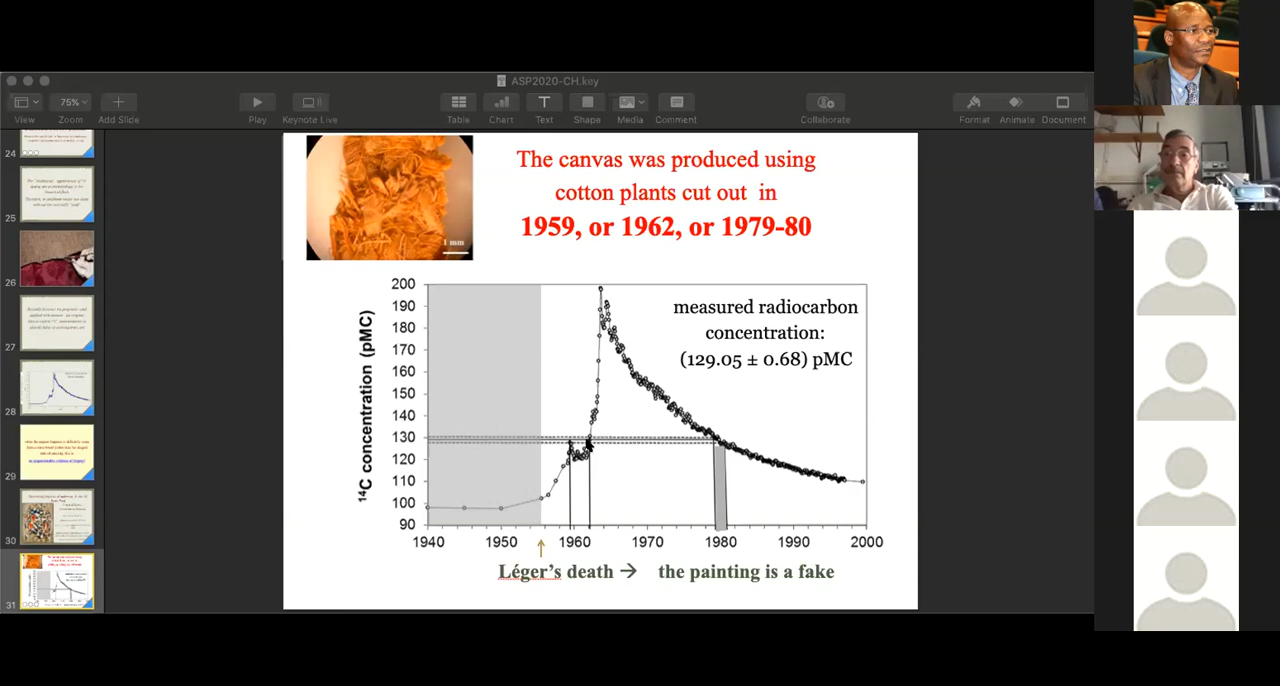 ASP2020-CH.key
75%
View
Zoom
Add Slide
Play
Keynote Live
Table
Chart
Text
Shape
Media
Comment
Collaborate
Format
Animate
Document
24
25
26
27
28
29
30
31
1 mm
The canvas was produced using
cotton plants cut out in
1959, or 1962, or 1979-80
measured radiocarbon
concentration:
(129.05 ± 0.68) pMC
14C concentration (pMC)
200
190
180
170
160
150
140
130
120
110
100
90
1940 1950 1960 1970 1980 1990 2000
Léger's death → the painting is a fake